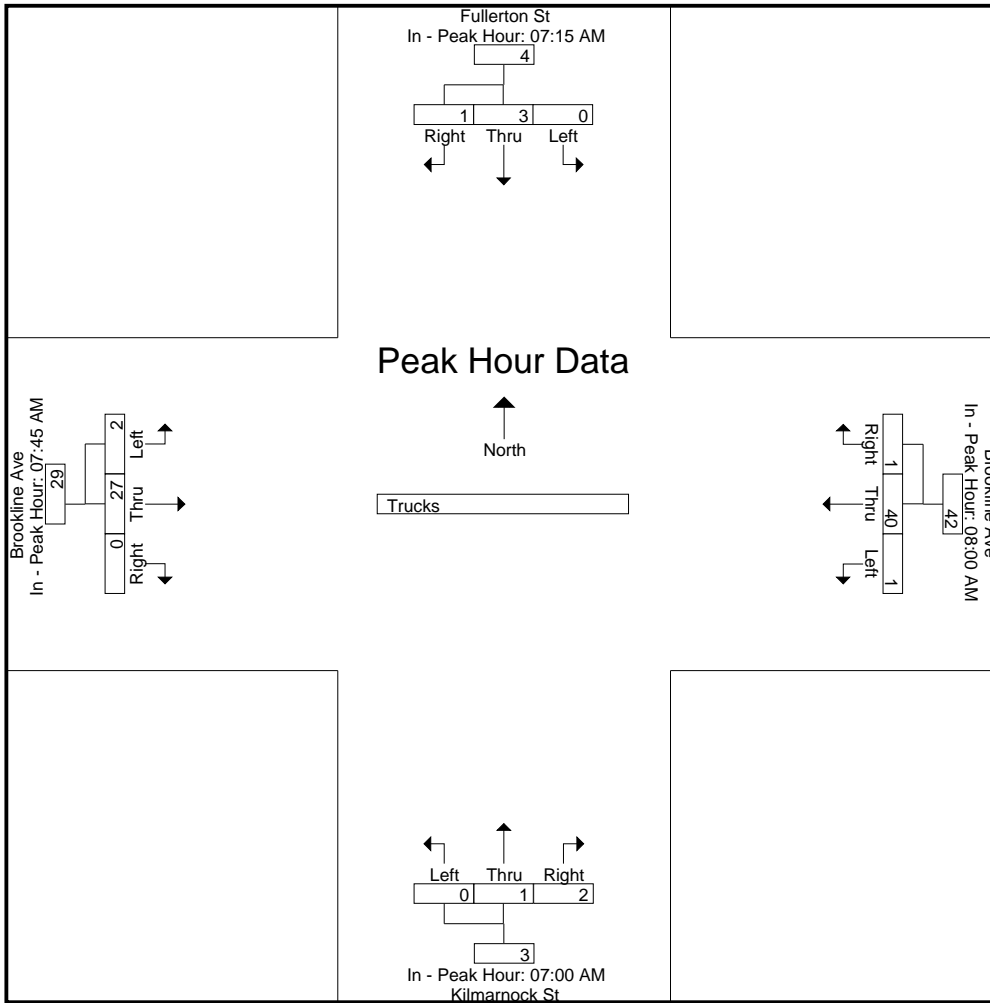 Fullerton St
In - Peak Hour: 07:15 AM
4
1 3 0
Right Thru Left
Peak Hour Data
North
Trucks
Brookline Ave
In - Peak Hour: 07:45 AM
29
2 27 0
Left Thru Right
Brookline Ave
In - Peak Hour: 08:00 AM
42
1 40 1
Right Thru Left
Left Thru Right
0 1 2
3
In - Peak Hour: 07:00 AM
Kilmarnock St